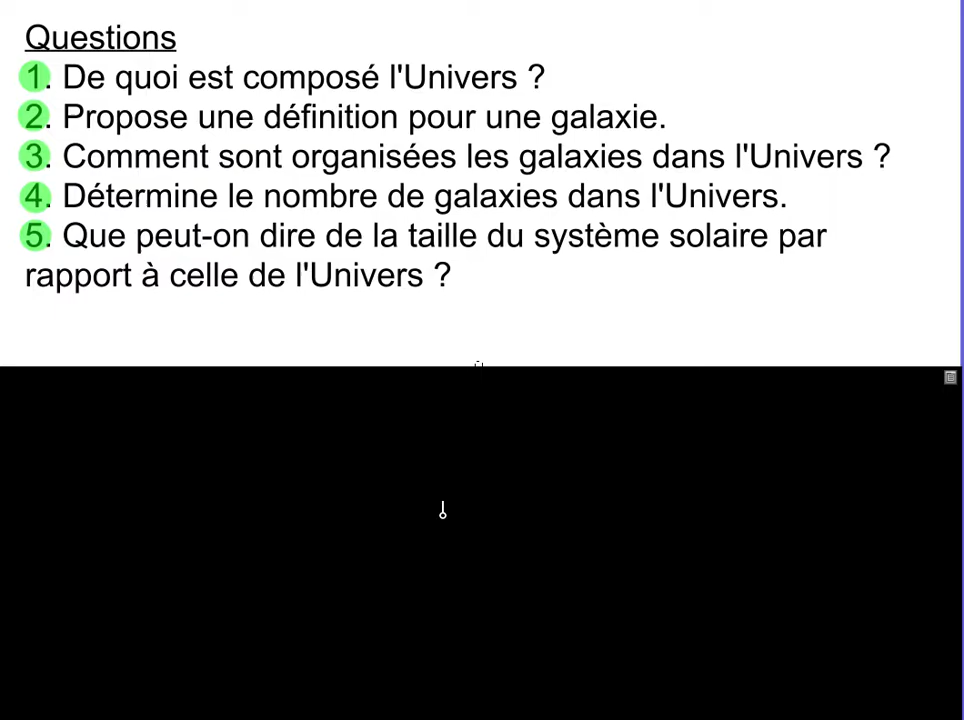 Questions
1. De quoi est composé l'Univers ?
2. Propose une définition pour une galaxie.
3. Comment sont organisées les galaxies dans l'Univers ?
4. Détermine le nombre de galaxies dans l'Univers.
5. Que peut-on dire de la taille du système solaire par
rapport à celle de l'Univers ?